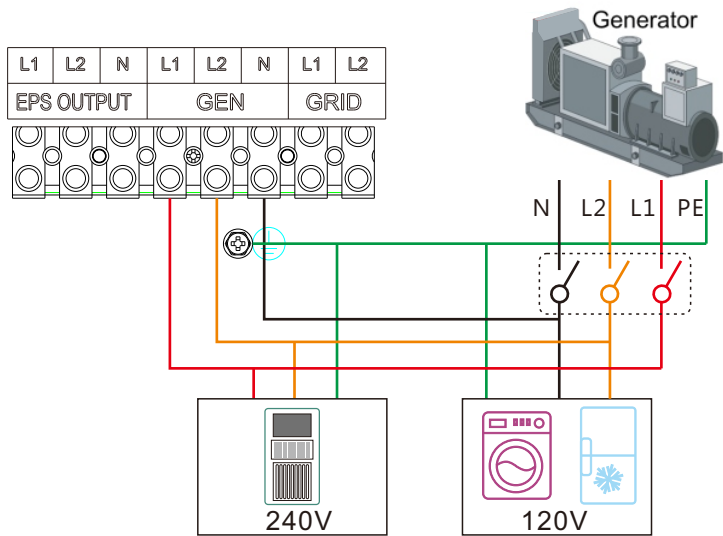 Generator
L1 L2 N L1 L2 N L1 L2
EPS OUTPUT GEN GRID
N L2 L1 PE
240V 120V